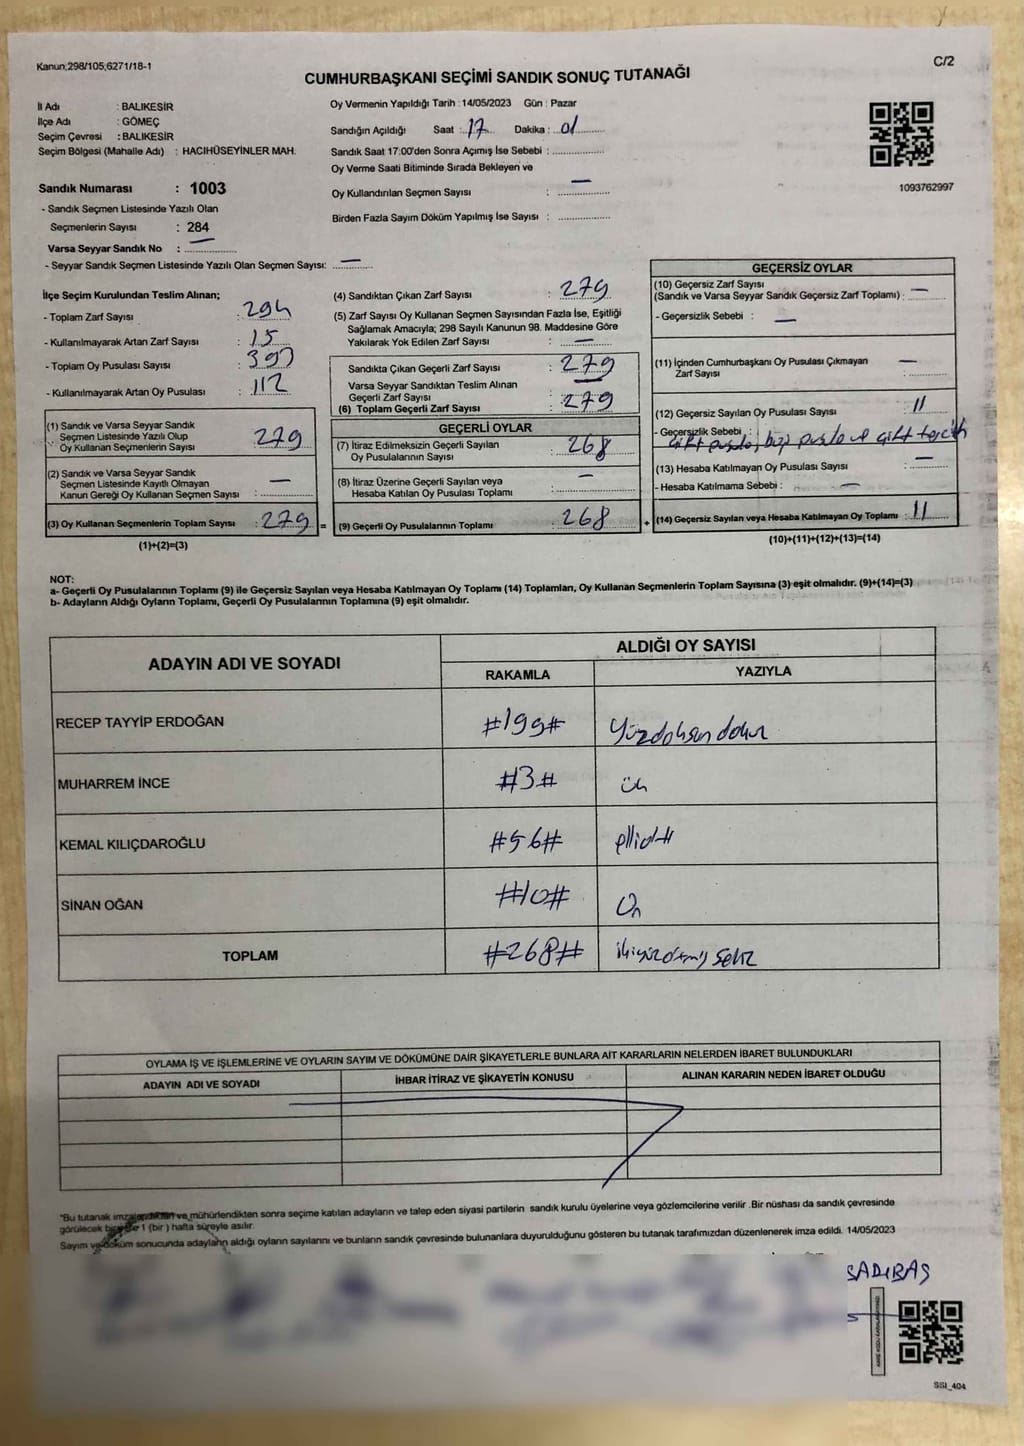 Kanun;298/105;6271/18-1
C/2
CUMHURBAŞKANI SEÇİMİ SANDIK SONUÇ TUTANAĞI
İl Adı : BALIKESİR
İlçe Adı : GÖMEÇ
Seçim Çevresi : BALIKESİR
Seçim Bölgesi (Mahalle Adı) : HACIHÜSEYİNLER MAH.
Sandık Numarası : 1003
- Sandık Seçmen Listesinde Yazılı Olan
Seçmenlerin Sayısı : 284
Varsa Seyyar Sandık No : —
- Seyyar Sandık Seçmen Listesinde Yazılı Olan Seçmen Sayısı: —
Oy Vermenin Yapıldığı Tarih : 14/05/2023 Gün : Pazar
Sandığın Açıldığı Saat : 17 Dakika : 01
Sandık Saat 17:00'den Sonra Açımış İse Sebebi :
Oy Verme Saati Bitiminde Sırada Bekleyen ve
Oy Kullandırılan Seçmen Sayısı : —
Birden Fazla Sayım Döküm Yapılmış İse Sayısı :
1093762997
İlçe Seçim Kurulundan Teslim Alınan;
- Toplam Zarf Sayısı : 294
- Kullanılmayarak Artan Zarf Sayısı : 15
- Toplam Oy Pusulası Sayısı :
- Kullanılmayarak Artan Oy Pusulası : 112
(1) Sandık ve Varsa Seyyar Sandık
Seçmen Listesinde Yazılı Olup
Oy Kullanan Seçmenlerin Sayısı : 279
(2) Sandık ve Varsa Seyyar Sandık
Seçmen Listesinde Kayıtlı Olmayan
Kanun Gereği Oy Kullanan Seçmen Sayısı : —
(3) Oy Kullanan Seçmenlerin Toplam Sayısı : 279 =
(1)+(2)=(3)
(4) Sandıktan Çıkan Zarf Sayısı : 279
(5) Zarf Sayısı Oy Kullanan Seçmen Sayısından Fazla İse, Eşitliği
Sağlamak Amacıyla; 298 Sayılı Kanunun 98. Maddesine Göre
Yakılarak Yok Edilen Zarf Sayısı : —
Sandıkta Çıkan Geçerli Zarf Sayısı : 279
Varsa Seyyar Sandıktan Teslim Alınan
Geçerli Zarf Sayısı : —
(6) Toplam Geçerli Zarf Sayısı : 279
GEÇERLİ OYLAR
(7) İtiraz Edilmeksizin Geçerli Sayılan
Oy Pusulalarının Sayısı : 268
(8) İtiraz Üzerine Geçerli Sayılan veya
Hesaba Katılan Oy Pusulası Toplamı : —
(9) Geçerli Oy Pusulalarının Toplamı : 268 +
GEÇERSİZ OYLAR
(10) Geçersiz Zarf Sayısı
(Sandık ve Varsa Seyyar Sandık Geçersiz Zarf Toplamı) : —
- Geçersizlik Sebebi : —
(11) İçinden Cumhurbaşkanı Oy Pusulası Çıkmayan
Zarf Sayısı : —
(12) Geçersiz Sayılan Oy Pusulası Sayısı : 11
- Geçersizlik Sebebi : çift pusula, boş pusula ve çift tercih
(13) Hesaba Katılmayan Oy Pusulası Sayısı : —
- Hesaba Katılmama Sebebi : —
(14) Geçersiz Sayılan veya Hesaba Katılmayan Oy Toplamı : 11
(10)+(11)+(12)+(13)=(14)
NOT:
a- Geçerli Oy Pusulalarının Toplamı (9) ile Geçersiz Sayılan veya Hesaba Katılmayan Oy Toplamı (14) Toplamları, Oy Kullanan Seçmenlerin Toplam Sayısına (3) eşit olmalıdır. (9)+(14)=(3)
b- Adayların Aldığı Oyların Toplamı, Geçerli Oy Pusulalarının Toplamına (9) eşit olmalıdır.
ADAYIN ADI VE SOYADI
ALDIĞI OY SAYISI
RAKAMLA YAZIYLA
RECEP TAYYİP ERDOĞAN #199# Yüzdoksan dokuz
MUHARREM İNCE #3# üç
KEMAL KILIÇDAROĞLU #56# ellialtı
SİNAN OĞAN #10# On
TOPLAM #268# ikiyüzatmış sekiz
OYLAMA İŞ VE İŞLEMLERİNE VE OYLARIN SAYIM VE DÖKÜMÜNE DAİR ŞİKAYETLERLE BUNLARA AİT KARARLARIN NELERDEN İBARET BULUNDUKLARI
ADAYIN ADI VE SOYADI İHBAR İTİRAZ VE ŞİKAYETİN KONUSU ALINAN KARARIN NEDEN İBARET OLDUĞU
"Bu tutanak imzalandıktan ve mühürlendikten sonra seçime katılan adayların ve talep eden siyasi partilerin sandık kurulu üyelerine veya gözlemcilerine verilir .Bir nüshası da sandık çevresinde
görülecek bir yere 1 (bir ) hafta süreyle asılır.
Sayım ve döküm sonucunda adayların aldığı oyların sayılarını ve bunların sandık çevresinde bulunanlara duyurulduğunu gösteren bu tutanak tarafımızdan düzenlenerek imza edildi. 14/05/2023
SADIBAŞ
SSI_404